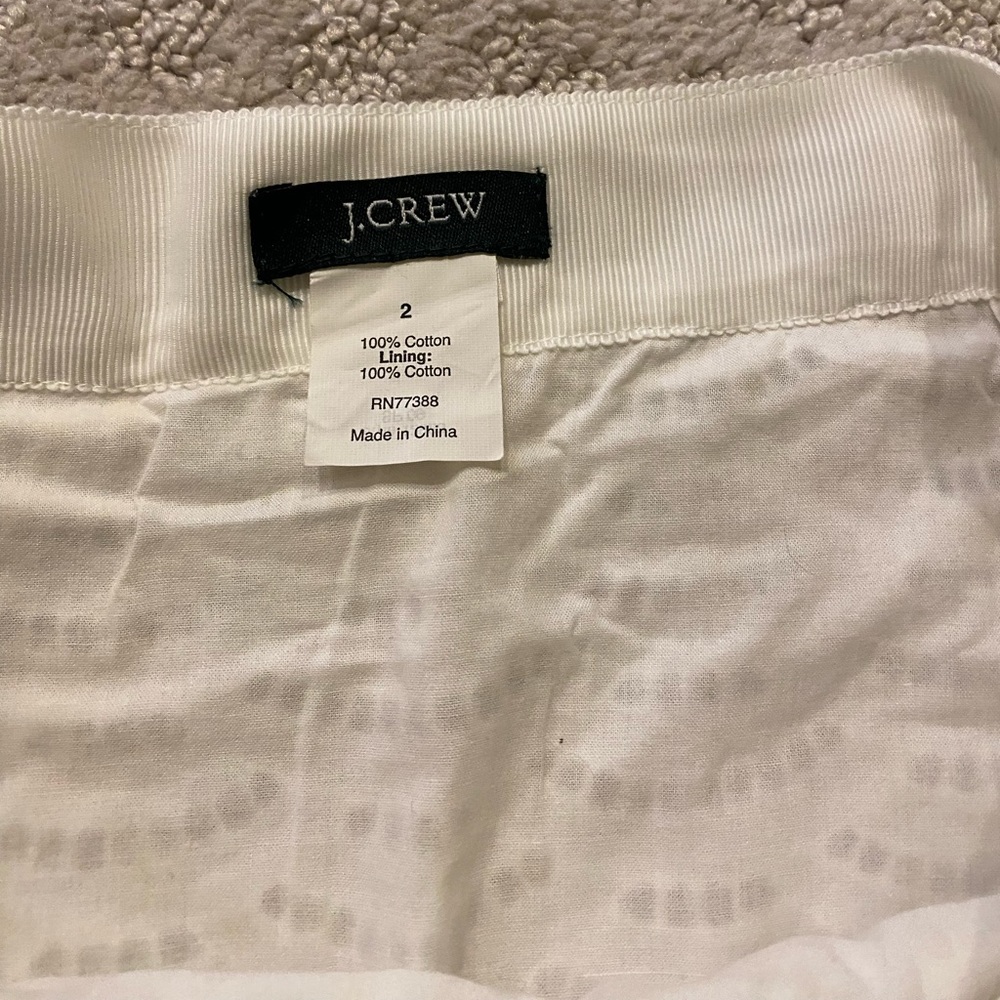 J.CREW
2
100% Cotton
Lining:
100% Cotton
RN77388
Made in China